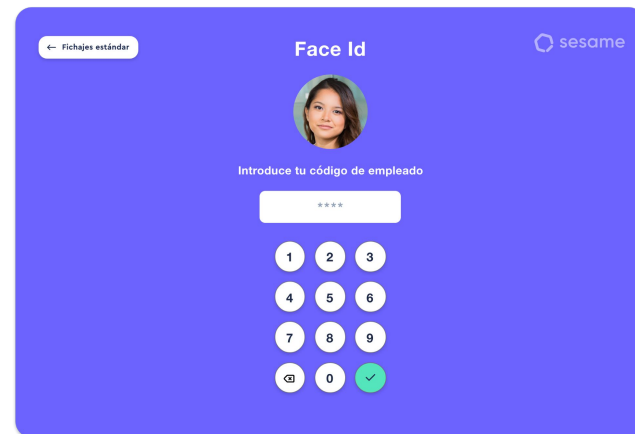 ← Fichajes estándar
Face Id
sesame
Introduce tu código de empleado
****
1 2 3
4 5 6
7 8 9
0